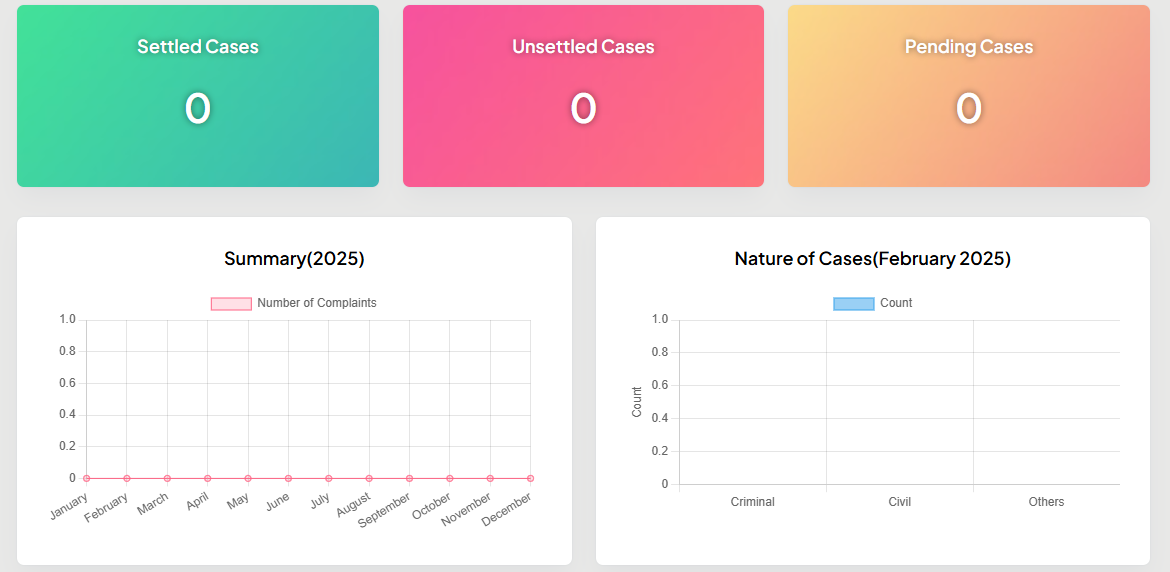 Settled Cases
0
Unsettled Cases
0
Pending Cases
0
Summary(2025)
Number of Complaints
1.0
0.8
0.6
0.4
0.2
0
January
February
March
April
May
June
July
August
September
October
November
December
Nature of Cases(February 2025)
Count
Count
1.0
0.8
0.6
0.4
0.2
0
Criminal
Civil
Others